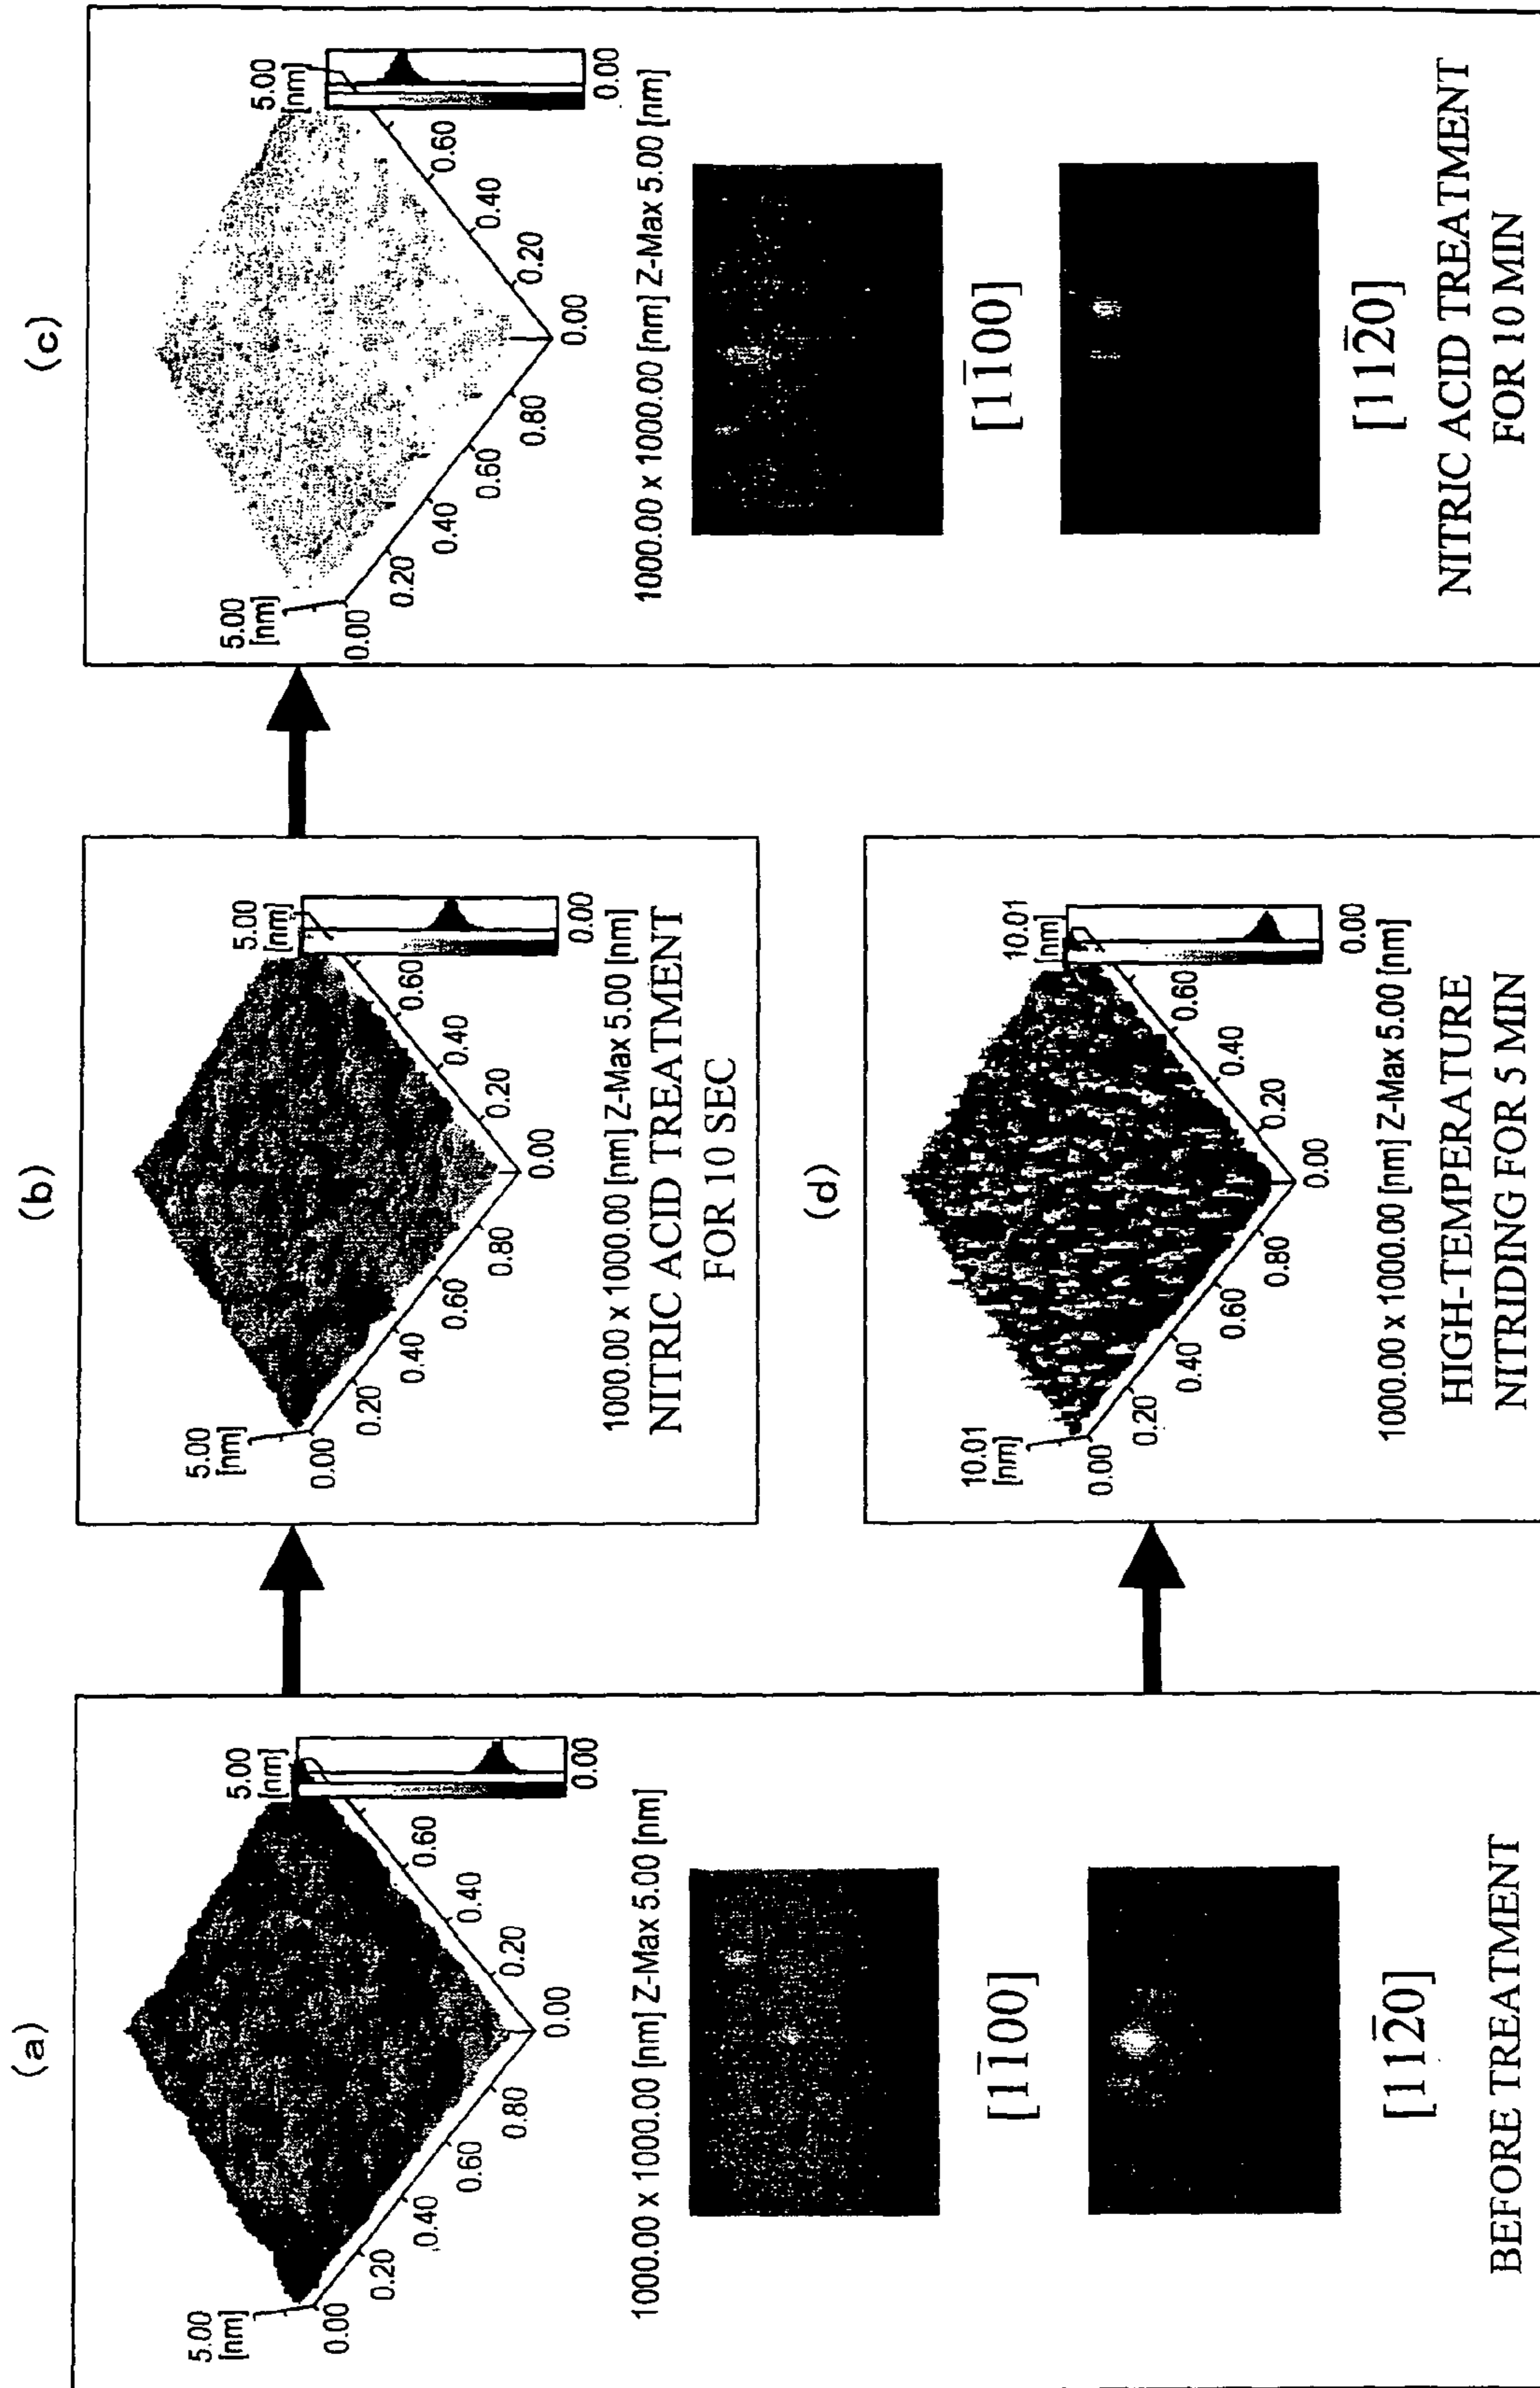 (a)
5.00
[nm]
5.00
[nm]
0.00
0.20
0.40
0.60
0.80
0.00
0.20
0.40
0.60
0.00
1000.00 x 1000.00 [nm] Z-Max 5.00 [nm]
[11̅00]
[112̅0]
BEFORE TREATMENT
(b)
5.00
[nm]
5.00
[nm]
0.00
0.20
0.40
0.60
0.80
0.00
0.20
0.40
0.60
0.00
1000.00 x 1000.00 [nm] Z-Max 5.00 [nm]
NITRIC ACID TREATMENT
FOR 10 SEC
(d)
10.01
[nm]
10.01
[nm]
0.00
0.20
0.40
0.60
0.80
0.00
0.20
0.40
0.60
0.00
1000.00 x 1000.00 [nm] Z-Max 5.00 [nm]
HIGH-TEMPERATURE
NITRIDING FOR 5 MIN
(c)
5.00
[nm]
5.00
[nm]
0.00
0.20
0.40
0.60
0.80
0.00
0.20
0.40
0.60
0.00
1000.00 x 1000.00 [nm] Z-Max 5.00 [nm]
[11̅00]
[112̅0]
NITRIC ACID TREATMENT
FOR 10 MIN